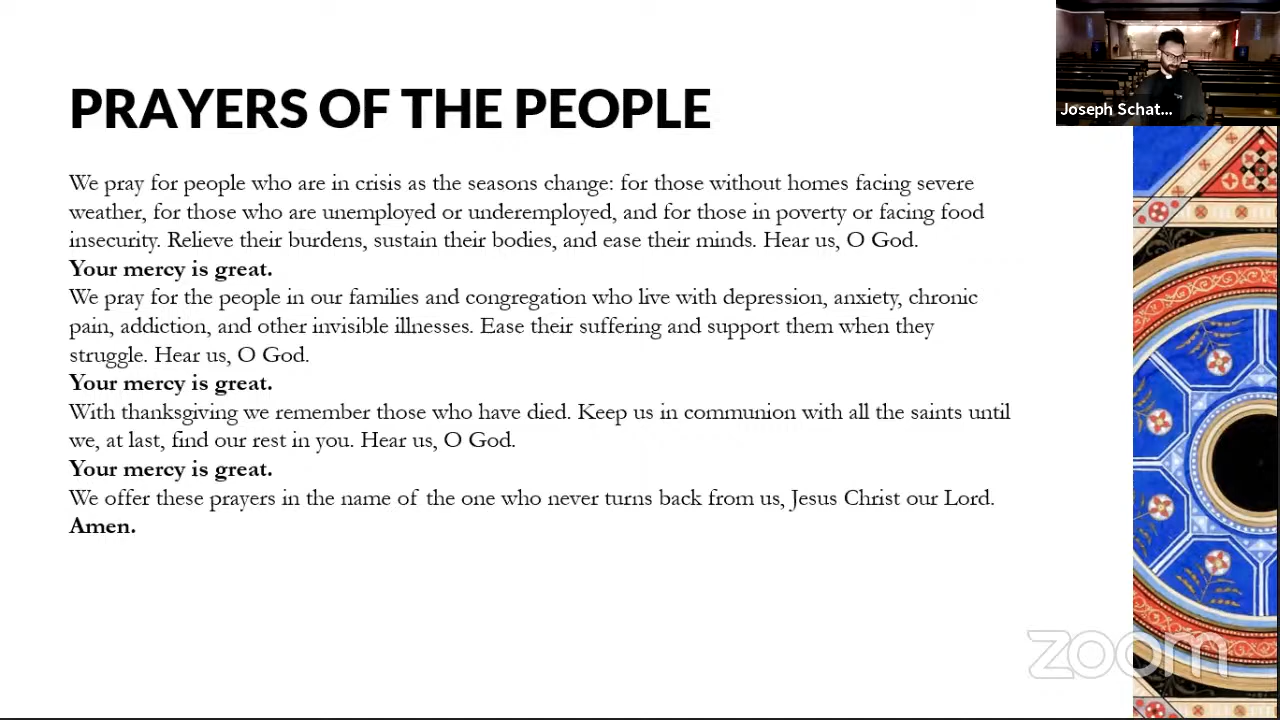 PRAYERS OF THE PEOPLE
Joseph Schat...
We pray for people who are in crisis as the seasons change: for those without homes facing severe
weather, for those who are unemployed or underemployed, and for those in poverty or facing food
insecurity. Relieve their burdens, sustain their bodies, and ease their minds. Hear us, O God.
Your mercy is great.
We pray for the people in our families and congregation who live with depression, anxiety, chronic
pain, addiction, and other invisible illnesses. Ease their suffering and support them when they
struggle. Hear us, O God.
Your mercy is great.
With thanksgiving we remember those who have died. Keep us in communion with all the saints until
we, at last, find our rest in you. Hear us, O God.
Your mercy is great.
We offer these prayers in the name of the one who never turns back from us, Jesus Christ our Lord.
Amen.
zoom